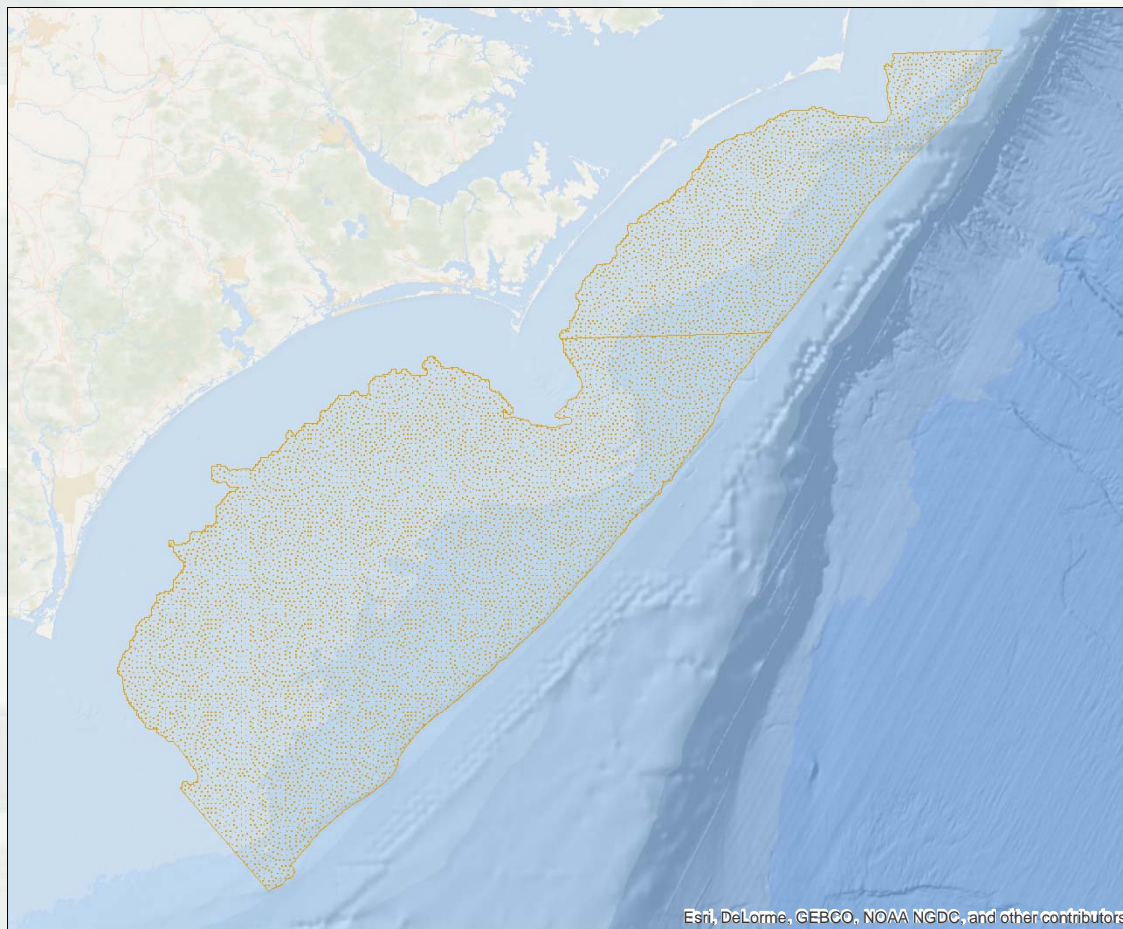 Esri, DeLorme, GEBCO, NOAA NGDC, and other contributors